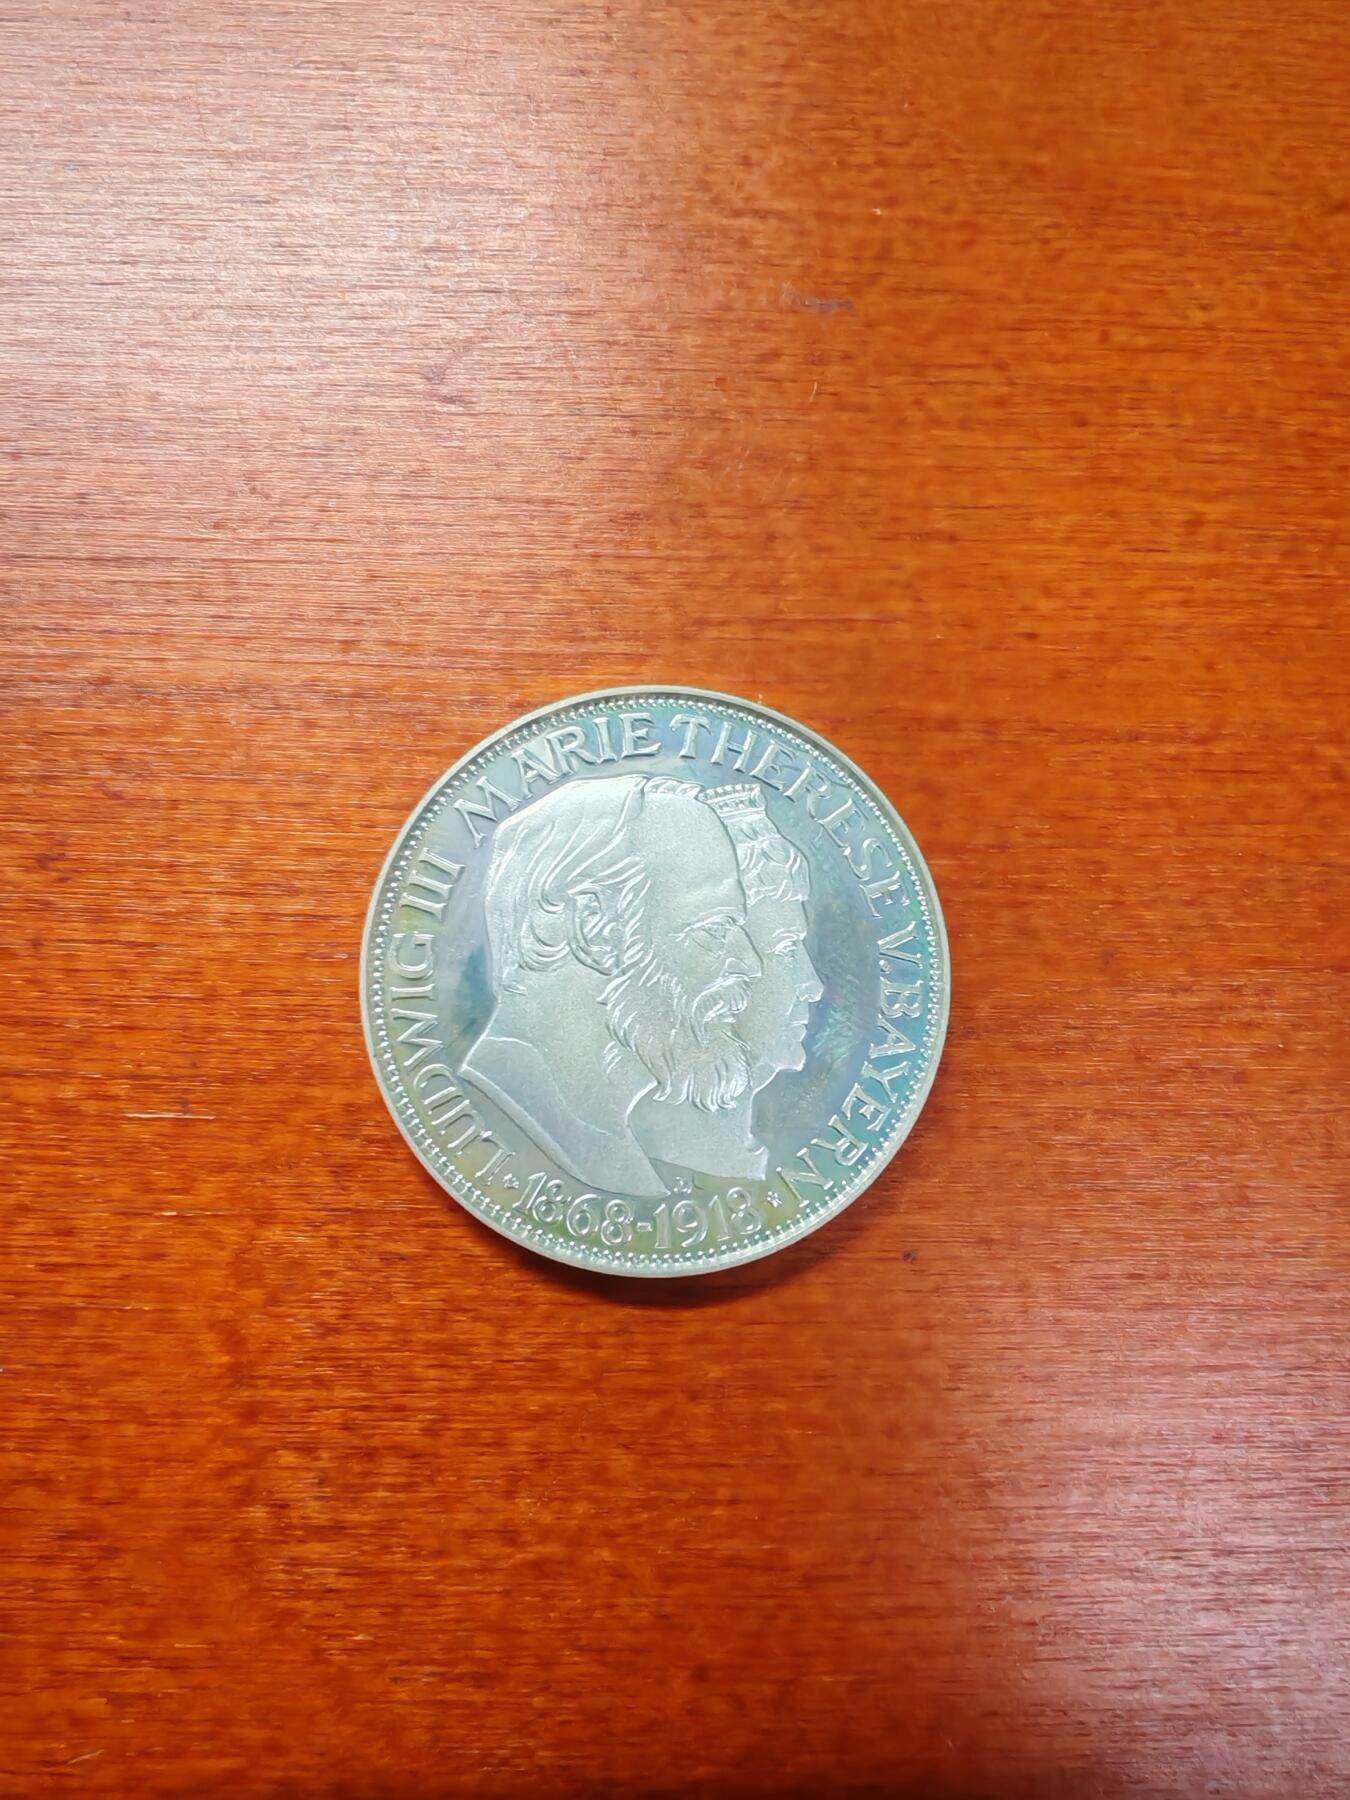 LUDWIG III MARIE THERESE V. BAYERN
* 1868-1918 *